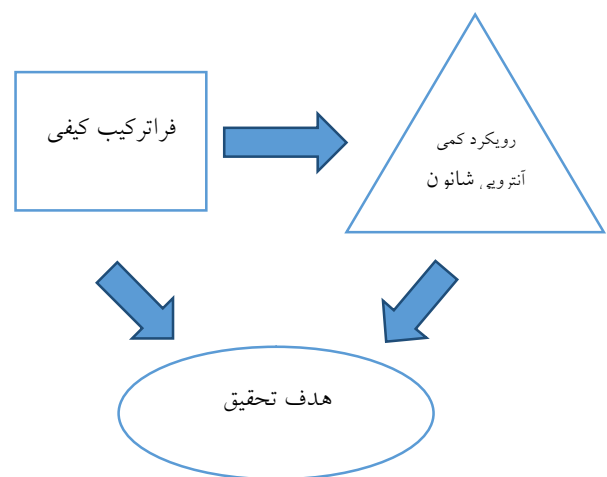 فراترکیب کیفی
رویکرد کمی
آنتروپی شانون
هدف تحقیق